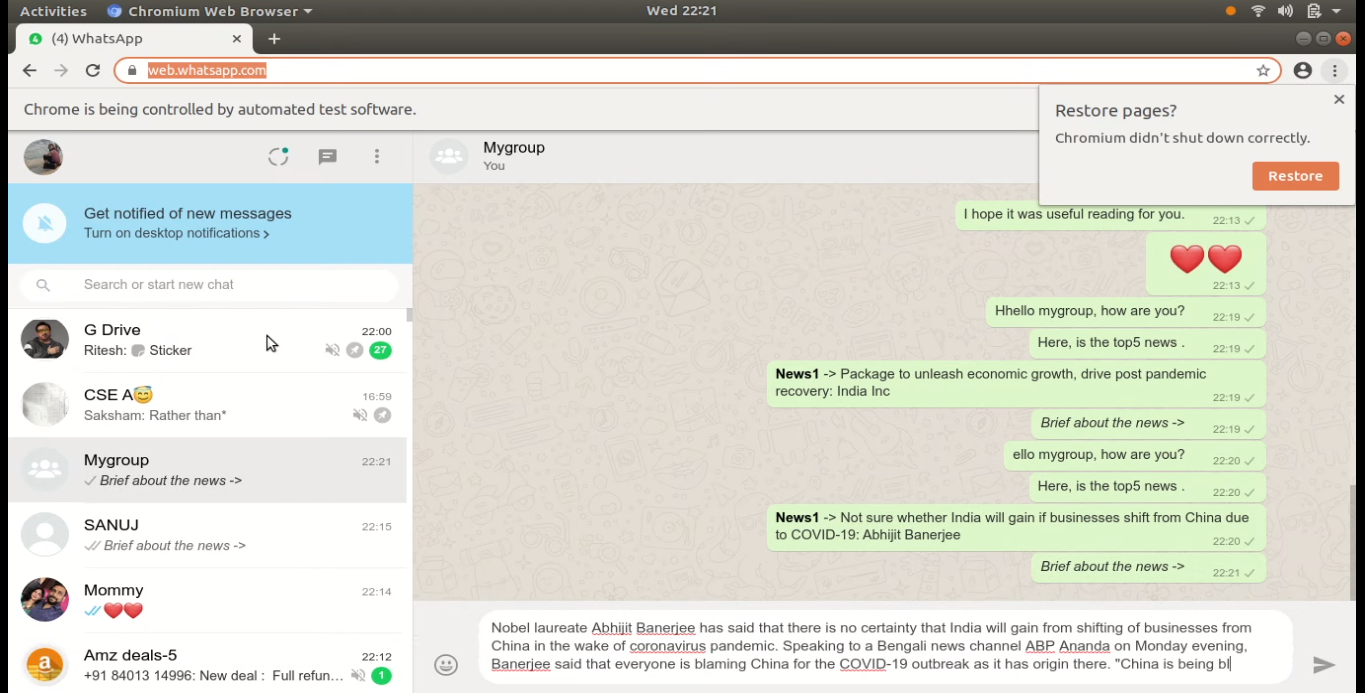 Activities Chromium Web Browser Wed 22:21
(4) WhatsApp
web.whatsapp.com
Chrome is being controlled by automated test software.
Restore pages?
Chromium didn't shut down correctly.
Restore
Get notified of new messages
Turn on desktop notifications >
Search or start new chat
G Drive 22:00
Ritesh: Sticker 27
CSE A😇 16:59
Saksham: Rather than*
Mygroup 22:21
Brief about the news ->
SANUJ 22:15
Brief about the news ->
Mommy 22:14
❤️❤️
Amz deals-5 22:12
+91 84013 14996: New deal : Full refun... 1
Mygroup
You
I hope it was useful reading for you. 22:13
❤️❤️
22:13
Hhello mygroup, how are you? 22:19
Here, is the top5 news . 22:19
News1 -> Package to unleash economic growth, drive post pandemic
recovery: India Inc 22:19
Brief about the news -> 22:19
ello mygroup, how are you? 22:20
Here, is the top5 news . 22:20
News1 -> Not sure whether India will gain if businesses shift from China due
to COVID-19: Abhijit Banerjee 22:20
Brief about the news -> 22:21
Nobel laureate Abhijit Banerjee has said that there is no certainty that India will gain from shifting of businesses from
China in the wake of coronavirus pandemic. Speaking to a Bengali news channel ABP Ananda on Monday evening,
Banerjee said that everyone is blaming China for the COVID-19 outbreak as it has origin there. "China is being bl